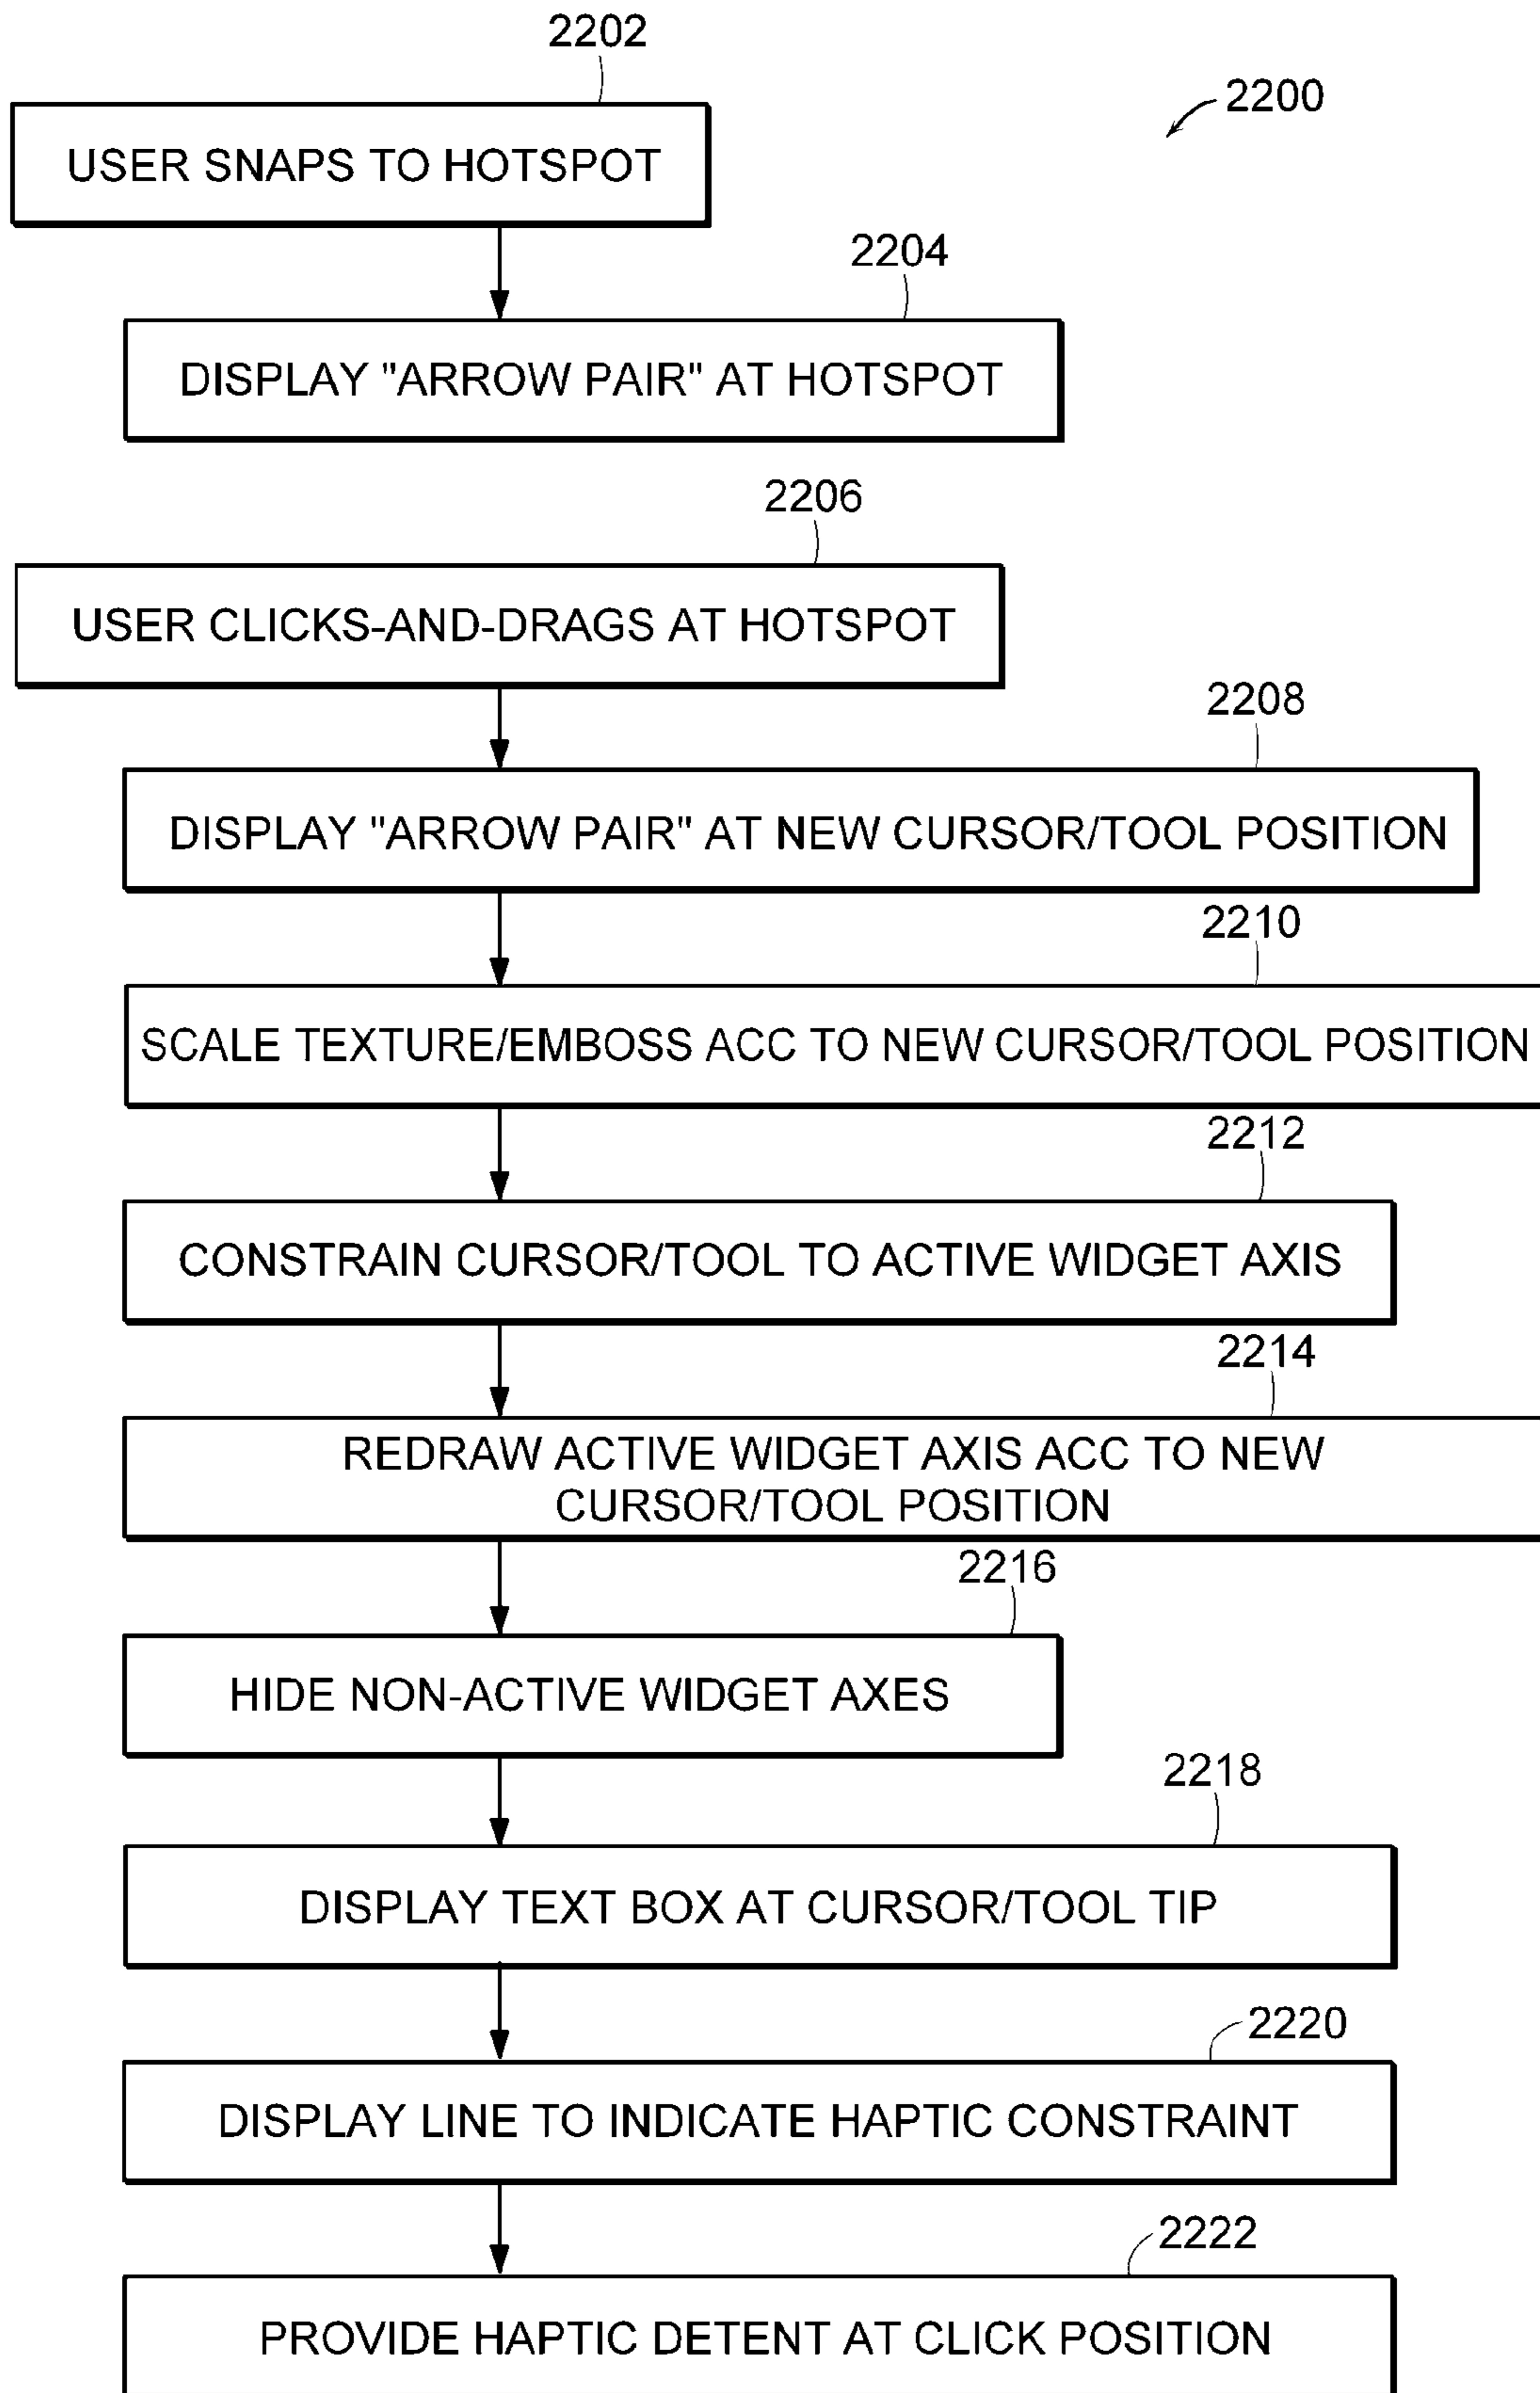 2202
2200
USER SNAPS TO HOTSPOT
2204
DISPLAY "ARROW PAIR" AT HOTSPOT
2206
USER CLICKS-AND-DRAGS AT HOTSPOT
2208
DISPLAY "ARROW PAIR" AT NEW CURSOR/TOOL POSITION
2210
SCALE TEXTURE/EMBOSS ACC TO NEW CURSOR/TOOL POSITION
2212
CONSTRAIN CURSOR/TOOL TO ACTIVE WIDGET AXIS
2214
REDRAW ACTIVE WIDGET AXIS ACC TO NEW
CURSOR/TOOL POSITION
2216
HIDE NON-ACTIVE WIDGET AXES
2218
DISPLAY TEXT BOX AT CURSOR/TOOL TIP
2220
DISPLAY LINE TO INDICATE HAPTIC CONSTRAINT
2222
PROVIDE HAPTIC DETENT AT CLICK POSITION